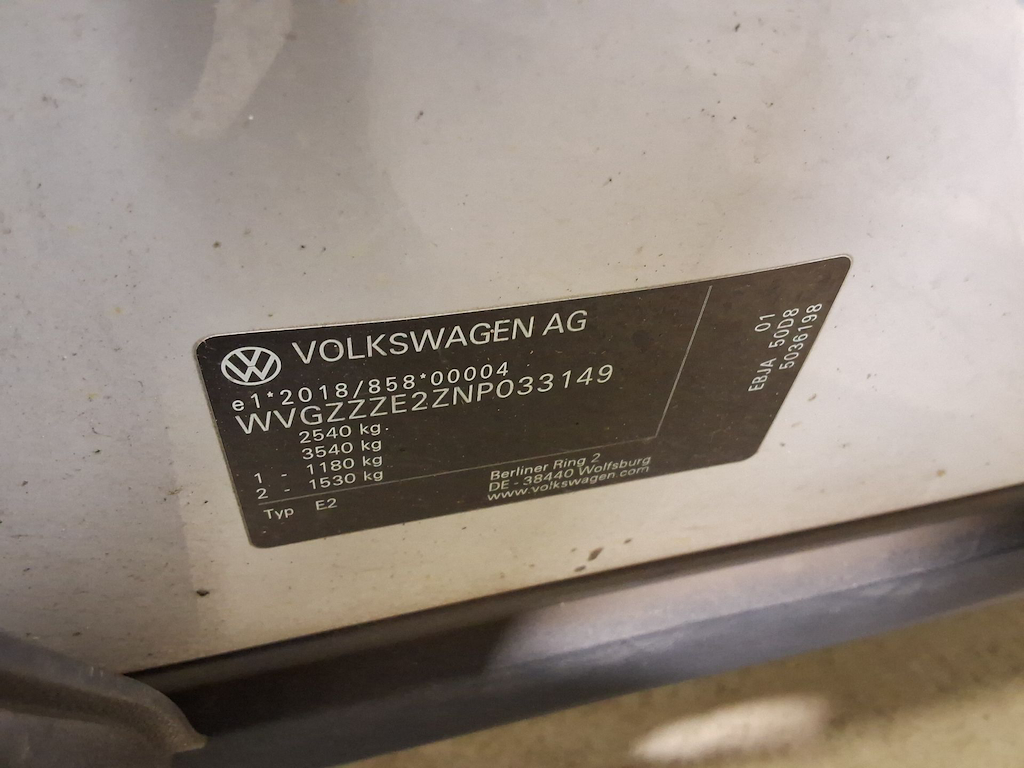 VOLKSWAGEN AG
e1*2018/858*00004
WVGZZZE2ZNP033149
2540 kg
3540 kg
1 - 1180 kg
2 - 1530 kg
Typ E2
Berliner Ring 2
DE - 38440 Wolfsburg
www.volkswagen.com
01
EBJA 50D8
5036198